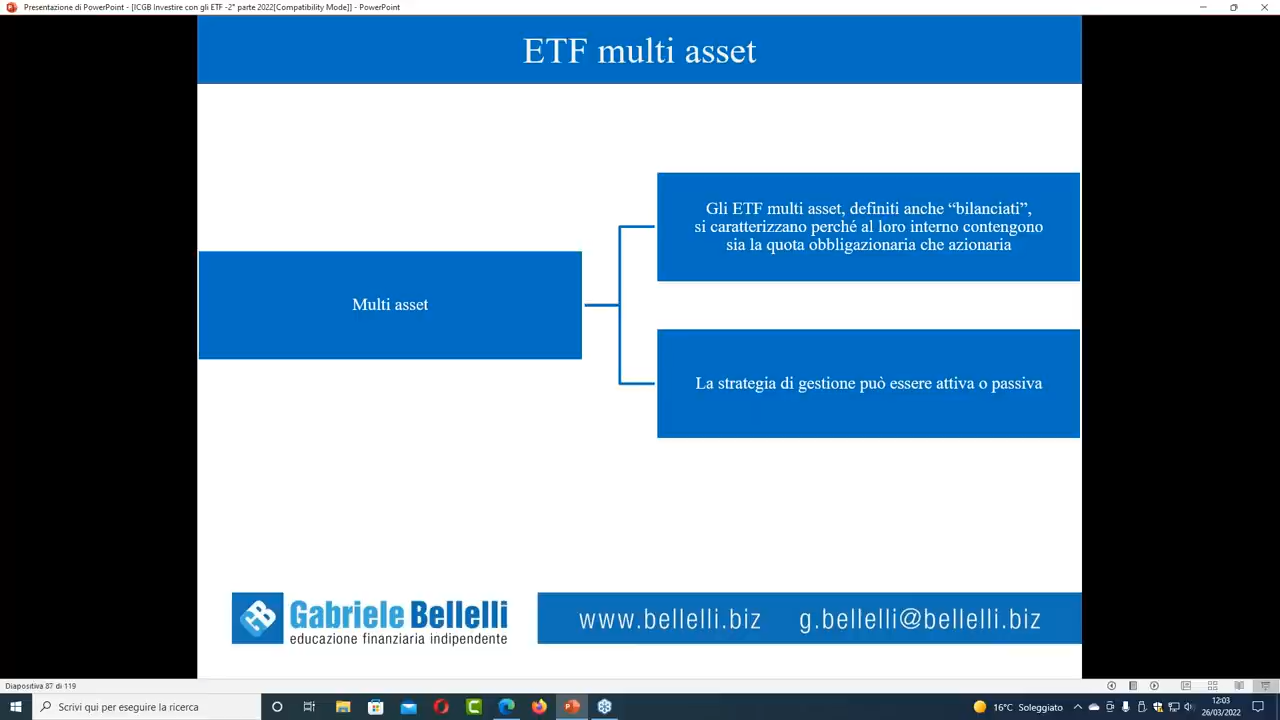 Presentazione di PowerPoint - [ICGB Investire con gli ETF -2° parte 2022[Compatibility Mode]] - PowerPoint
ETF multi asset
Gli ETF multi asset, definiti anche “bilanciati”,
si caratterizzano perché al loro interno contengono
sia la quota obbligazionaria che azionaria
Multi asset
La strategia di gestione può essere attiva o passiva
Gabriele Bellelli
educazione finanziaria indipendente
www.bellelli.biz g.bellelli@bellelli.biz
Diapositiva 87 di 119
Scrivi qui per eseguire la ricerca
16°C Soleggiato
12:03
26/03/2022